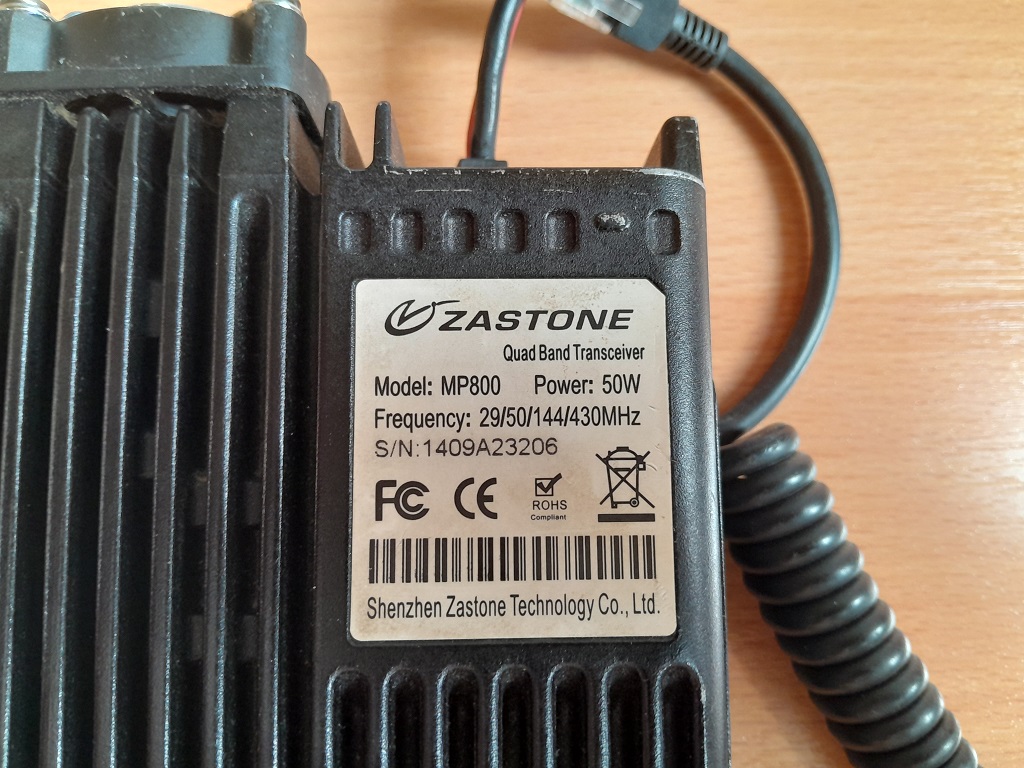 ZASTONE
Quad Band Transceiver
Model: MP800 Power: 50W
Frequency: 29/50/144/430MHz
S/N:1409A23206
FC CE ROHS
Compliant
Shenzhen Zastone Technology Co., Ltd.